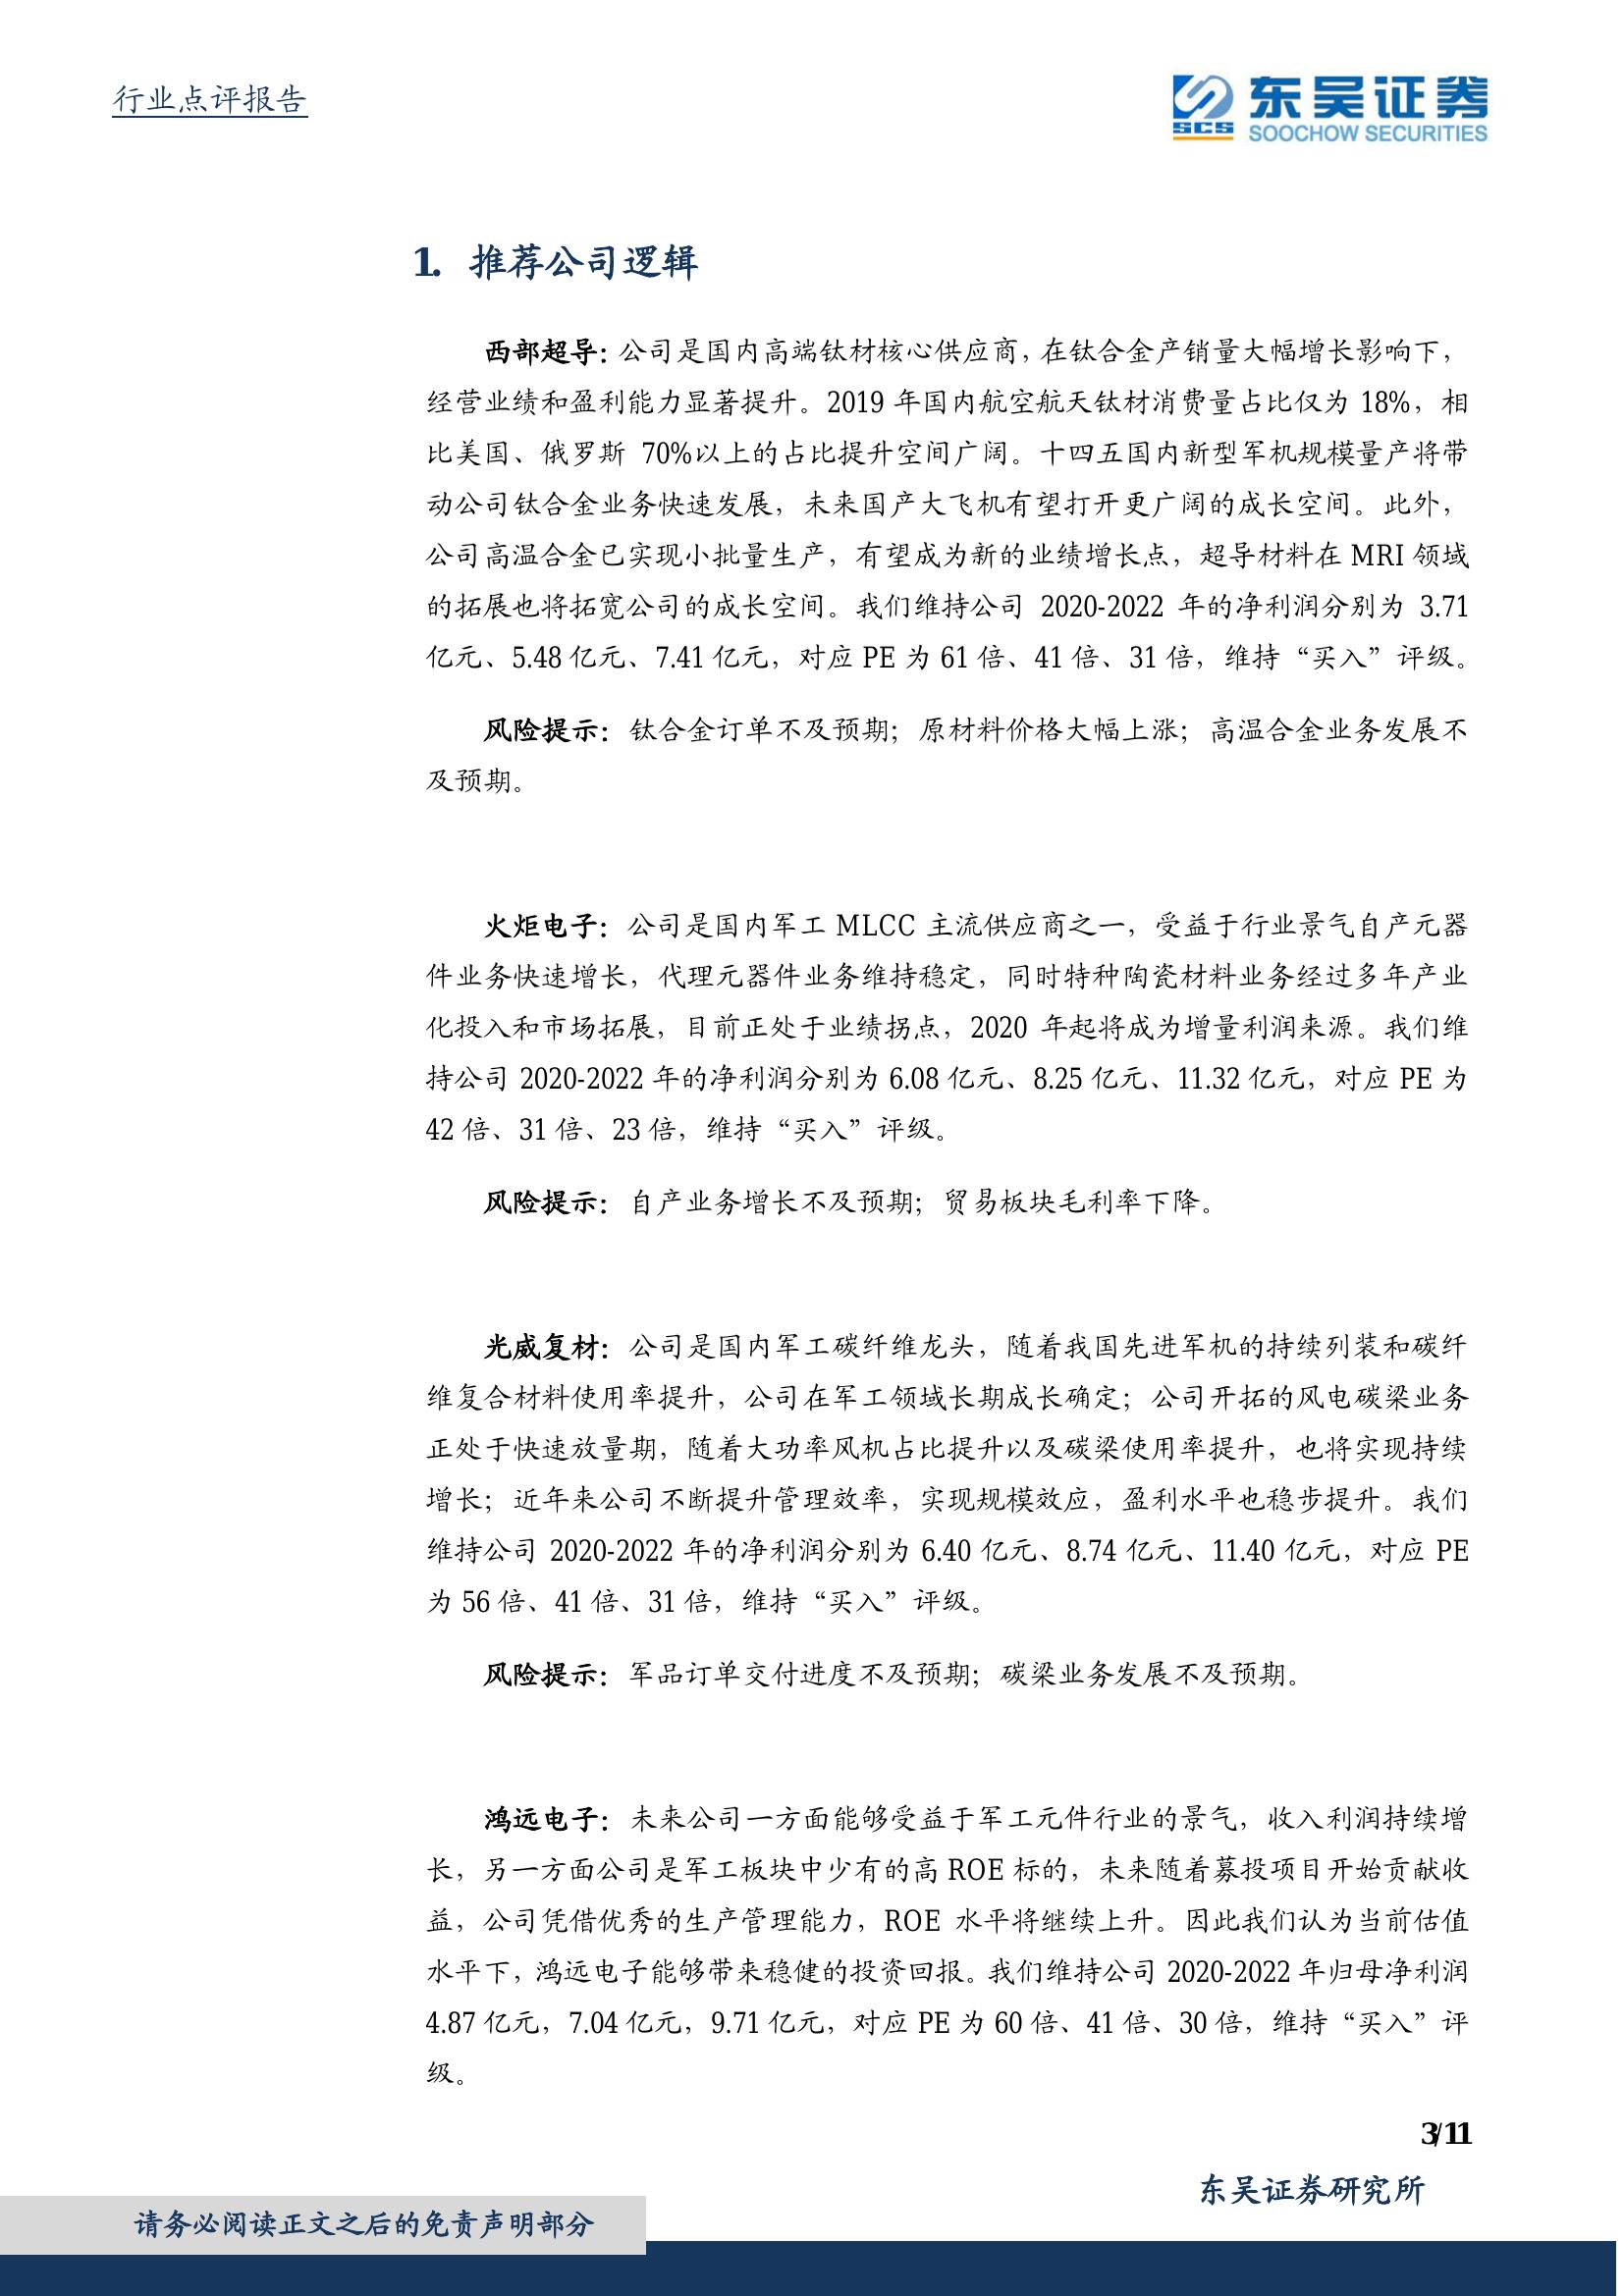 行业点评报告
SCS
东吴证券
SOOCHOW SECURITIES
1. 推荐公司逻辑
西部超导：公司是国内高端钛材核心供应商，在钛合金产销量大幅增长影响下，
经营业绩和盈利能力显著提升。2019 年国内航空航天钛材消费量占比仅为 18%，相
比美国、俄罗斯 70%以上的占比提升空间广阔。十四五国内新型军机规模量产将带
动公司钛合金业务快速发展，未来国产大飞机有望打开更广阔的成长空间。此外，
公司高温合金已实现小批量生产，有望成为新的业绩增长点，超导材料在 MRI 领域
的拓展也将拓宽公司的成长空间。我们维持公司 2020-2022 年的净利润分别为 3.71
亿元、5.48 亿元、7.41 亿元，对应 PE 为 61 倍、41 倍、31 倍，维持“买入”评级。
风险提示：钛合金订单不及预期；原材料价格大幅上涨；高温合金业务发展不
及预期。
火炬电子：公司是国内军工 MLCC 主流供应商之一，受益于行业景气自产元器
件业务快速增长，代理元器件业务维持稳定，同时特种陶瓷材料业务经过多年产业
化投入和市场拓展，目前正处于业绩拐点，2020 年起将成为增量利润来源。我们维
持公司 2020-2022 年的净利润分别为 6.08 亿元、8.25 亿元、11.32 亿元，对应 PE 为
42 倍、31 倍、23 倍，维持“买入”评级。
风险提示：自产业务增长不及预期；贸易板块毛利率下降。
光威复材：公司是国内军工碳纤维龙头，随着我国先进军机的持续列装和碳纤
维复合材料使用率提升，公司在军工领域长期成长确定；公司开拓的风电碳梁业务
正处于快速放量期，随着大功率风机占比提升以及碳梁使用率提升，也将实现持续
增长；近年来公司不断提升管理效率，实现规模效应，盈利水平也稳步提升。我们
维持公司 2020-2022 年的净利润分别为 6.40 亿元、8.74 亿元、11.40 亿元，对应 PE
为 56 倍、41 倍、31 倍，维持“买入”评级。
风险提示：军品订单交付进度不及预期；碳梁业务发展不及预期。
鸿远电子：未来公司一方面能够受益于军工元件行业的景气，收入利润持续增
长，另一方面公司是军工板块中少有的高 ROE 标的，未来随着募投项目开始贡献收
益，公司凭借优秀的生产管理能力，ROE 水平将继续上升。因此我们认为当前估值
水平下，鸿远电子能够带来稳健的投资回报。我们维持公司 2020-2022 年归母净利润
4.87 亿元，7.04 亿元，9.71 亿元，对应 PE 为 60 倍、41 倍、30 倍，维持“买入”评
级。
3/11
东吴证券研究所
请务必阅读正文之后的免责声明部分